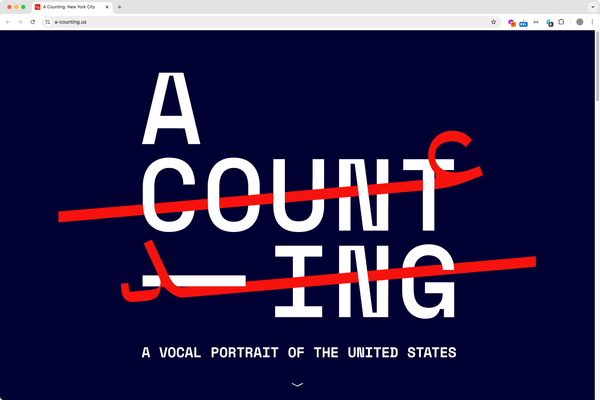 A Counting: New York City
a-counting.us
A
COUNT
— ING
A VOCAL PORTRAIT OF THE UNITED STATES